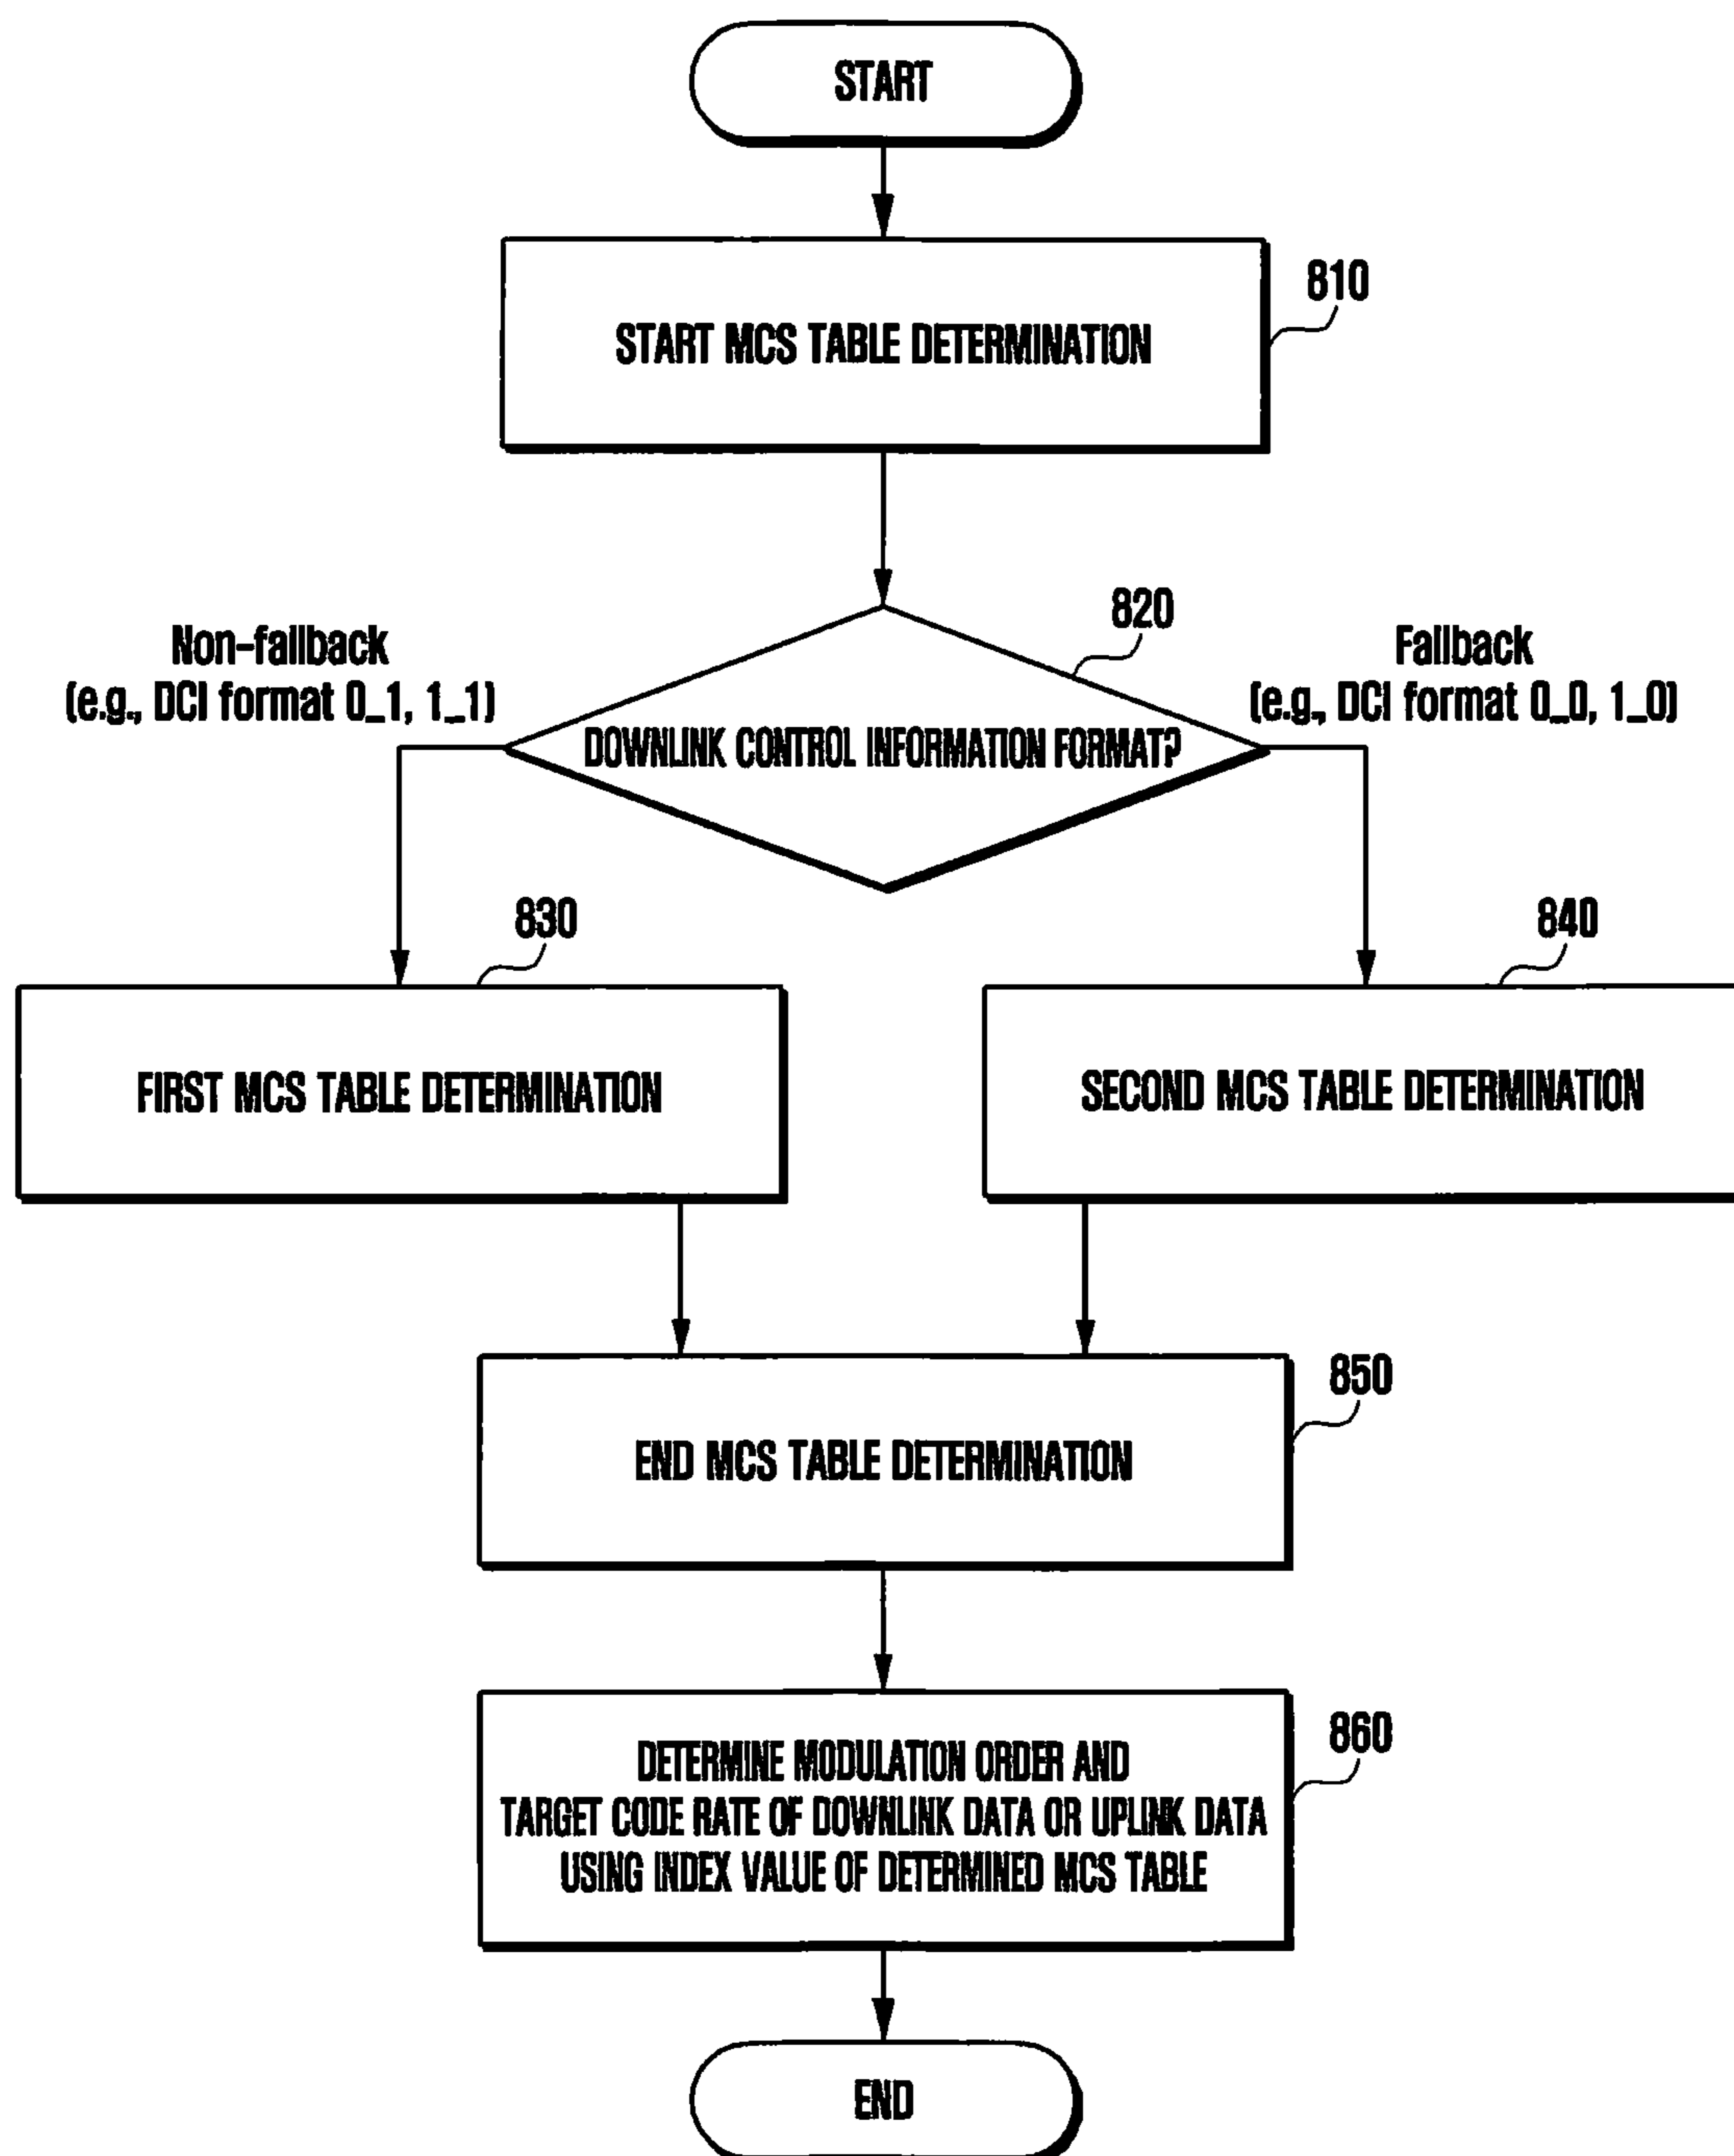 START
810
START MCS TABLE DETERMINATION
820
Non-fallback
(e.g., DCI format 0_1, 1_1)
Fallback
(e.g., DCI format 0_0, 1_0)
DOWNLINK CONTROL INFORMATION FORMAT?
830
840
FIRST MCS TABLE DETERMINATION
SECOND MCS TABLE DETERMINATION
850
END MCS TABLE DETERMINATION
860
DETERMINE MODULATION ORDER AND
TARGET CODE RATE OF DOWNLINK DATA OR UPLINK DATA
USING INDEX VALUE OF DETERMINED MCS TABLE
END